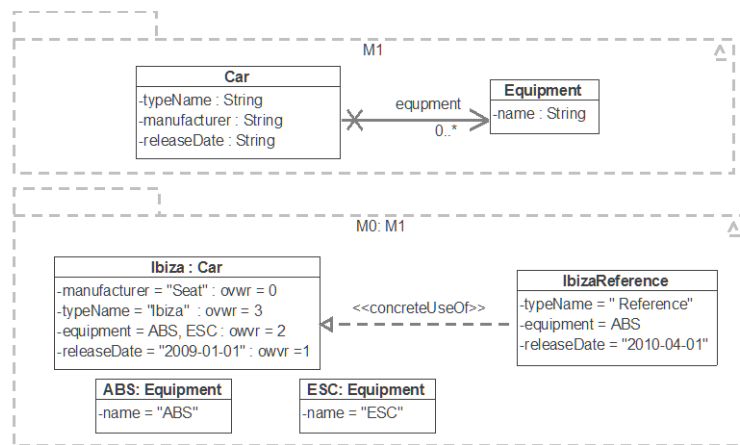 M1
Car
-typeName : String
-manufacturer : String
-releaseDate : String
equpment
0..*
Equipment
-name : String
M0: M1
Ibiza : Car
-manufacturer = "Seat" : ovwr = 0
-typeName = "Ibiza" : ovwr = 3
-equipment = ABS, ESC : owvr = 2
-releaseDate = "2009-01-01" : owvr =1
<<concreteUseOf>>
IbizaReference
-typeName = " Reference"
-equipment = ABS
-releaseDate = "2010-04-01"
ABS: Equipment
-name = "ABS"
ESC: Equipment
-name = "ESC"